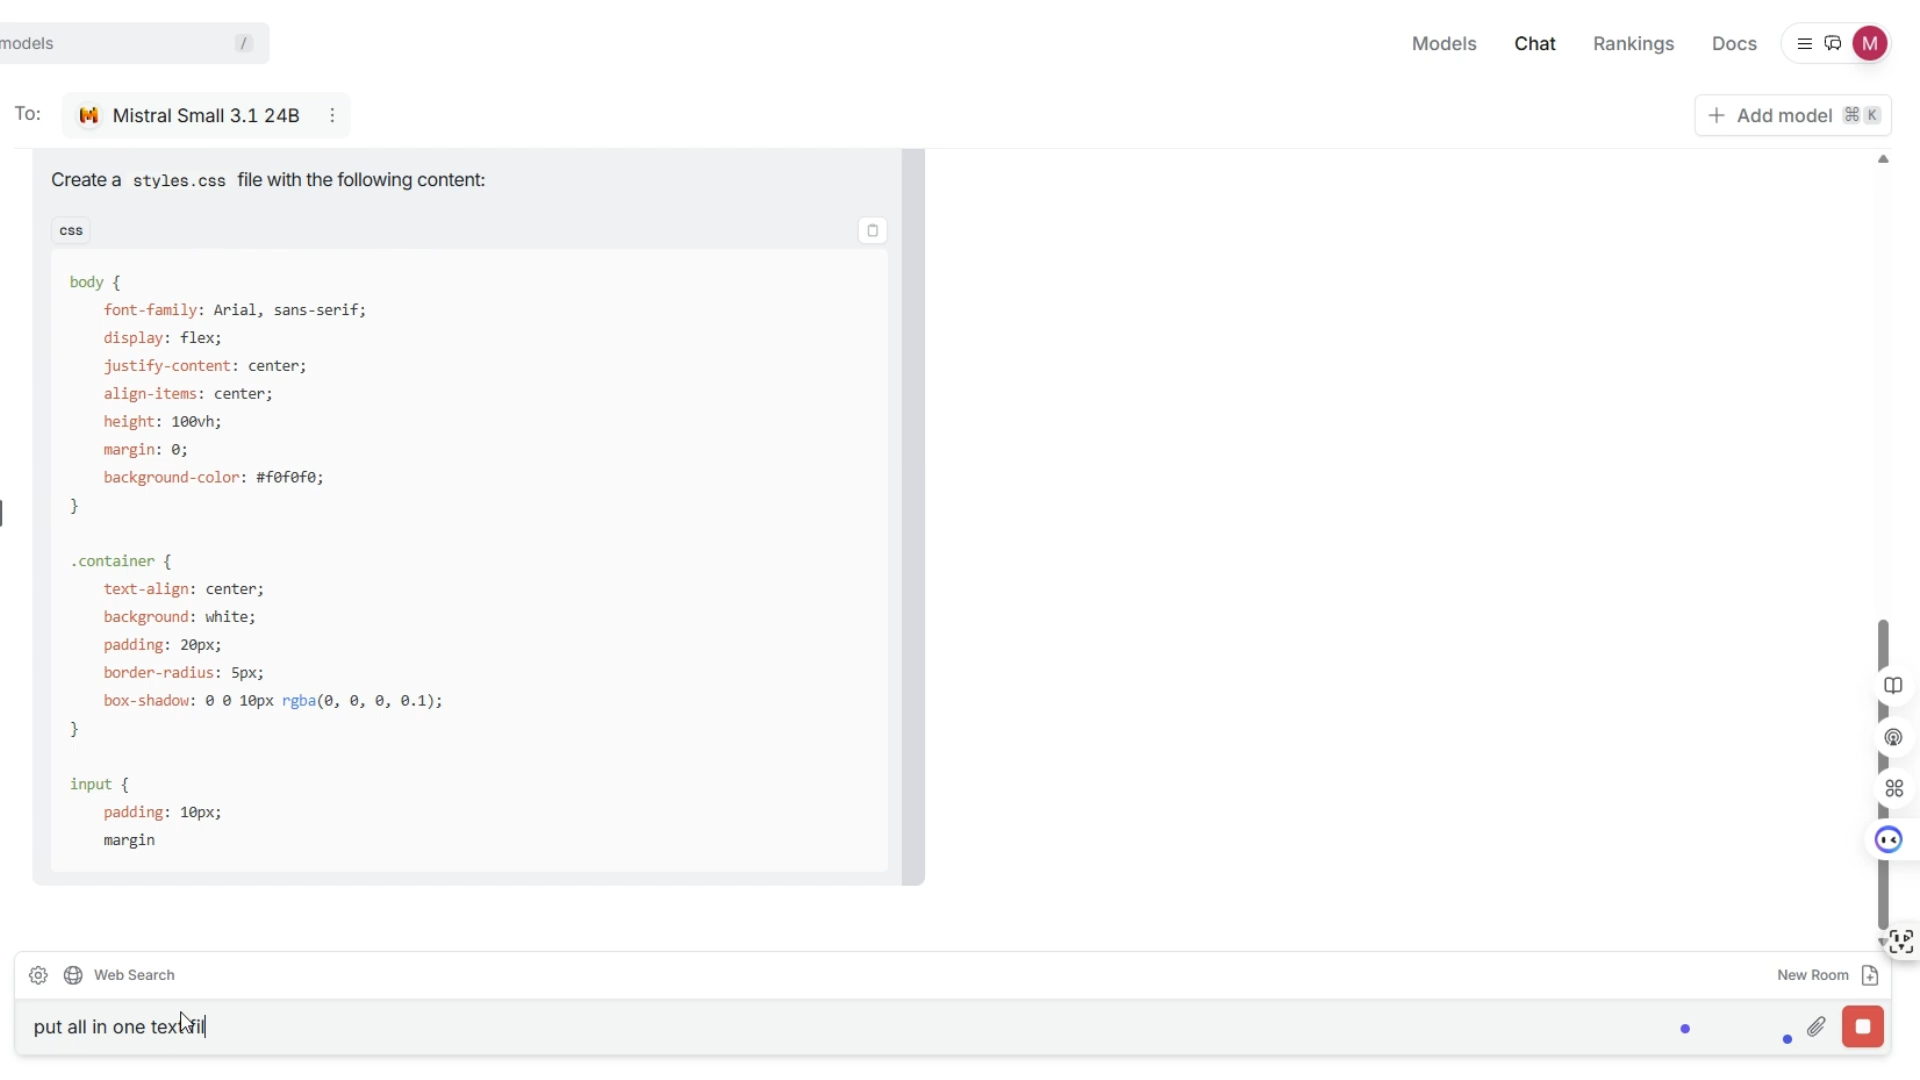 models
/
Models
Chat
Rankings
Docs
M
To:
Mistral Small 3.1 24B
Add model ⌘ K
Create a styles.css file with the following content:
css
body {
font-family: Arial, sans-serif;
display: flex;
justify-content: center;
align-items: center;
height: 100vh;
margin: 0;
background-color: #f0f0f0;
}
.container {
text-align: center;
background: white;
padding: 20px;
border-radius: 5px;
box-shadow: 0 0 10px rgba(0, 0, 0, 0.1);
}
input {
padding: 10px;
margin
Web Search
New Room
put all in one text fil